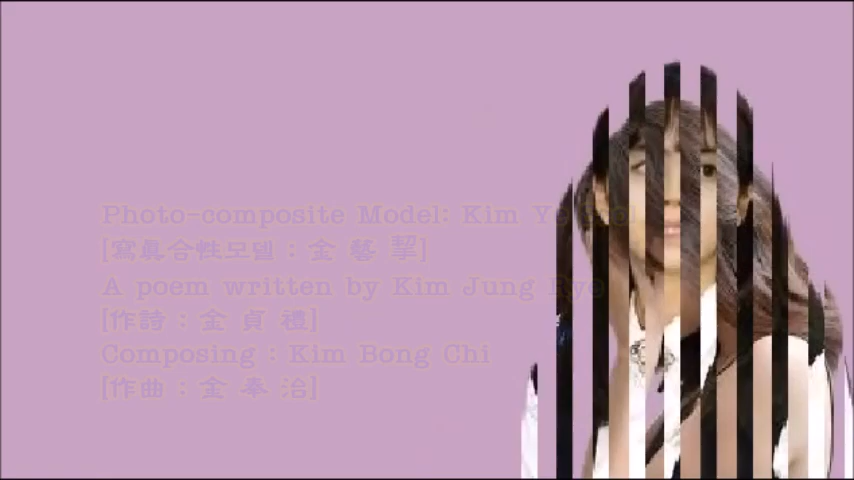 Photo-composite Model: Kim
[寫眞合性모델 : 金 藝
A poem written by Kim Jung Rye
[作詩 : 金 貞 禮]
Composing : Kim Bong Chi
[作曲 : 金 奉 治]